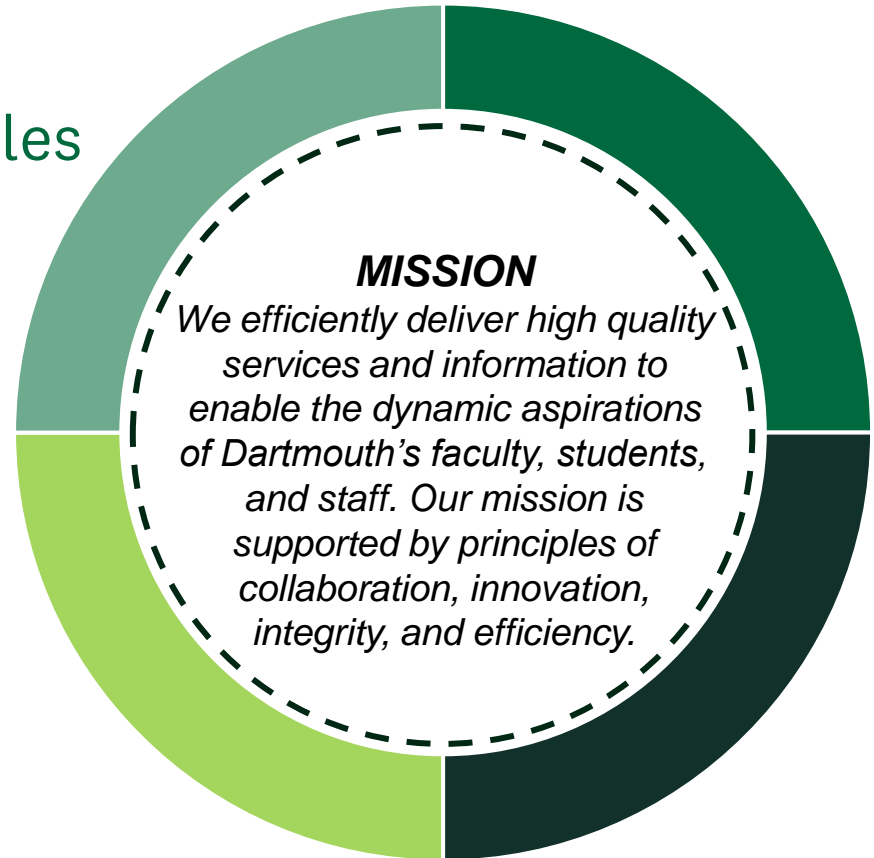 les
MISSION
We efficiently deliver high quality
services and information to
enable the dynamic aspirations
of Dartmouth’s faculty, students,
and staff. Our mission is
supported by principles of
collaboration, innovation,
integrity, and efficiency.